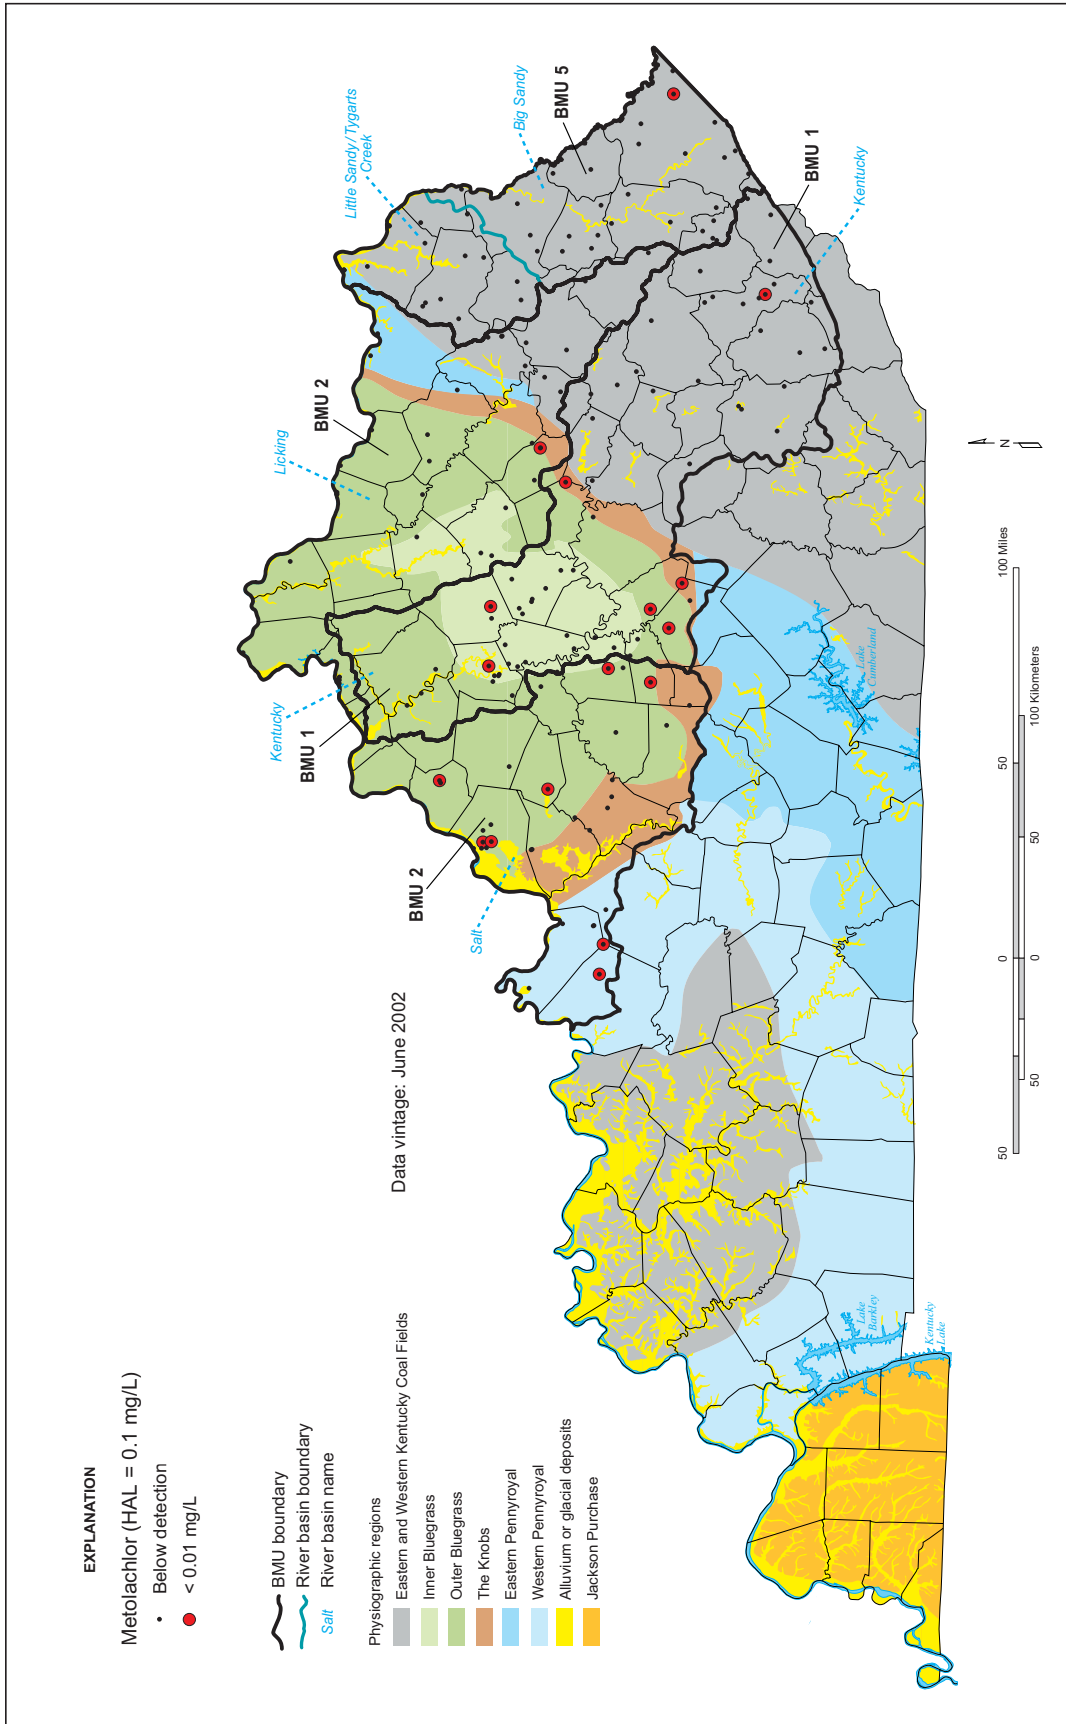 EXPLANATION
Metolachlor (HAL = 0.1 mg/L)
Below detection
< 0.01 mg/L
BMU boundary
River basin boundary
Salt River basin name
Physiographic regions
Eastern and Western Kentucky Coal Fields
Inner Bluegrass
Outer Bluegrass
The Knobs
Eastern Pennyroyal
Western Pennyroyal
Alluvium or glacial deposits
Jackson Purchase
Data vintage: June 2002
Salt
BMU 2
BMU 1
Kentucky
Licking
BMU 2
Little Sandy/Tygarts
Creek
Big Sandy
BMU 5
BMU 1
Kentucky
Lake
Cumberland
Lake
Barkley
Kentucky
Lake
N
50 0 50 100 Miles
50 0 50 100 Kilometers